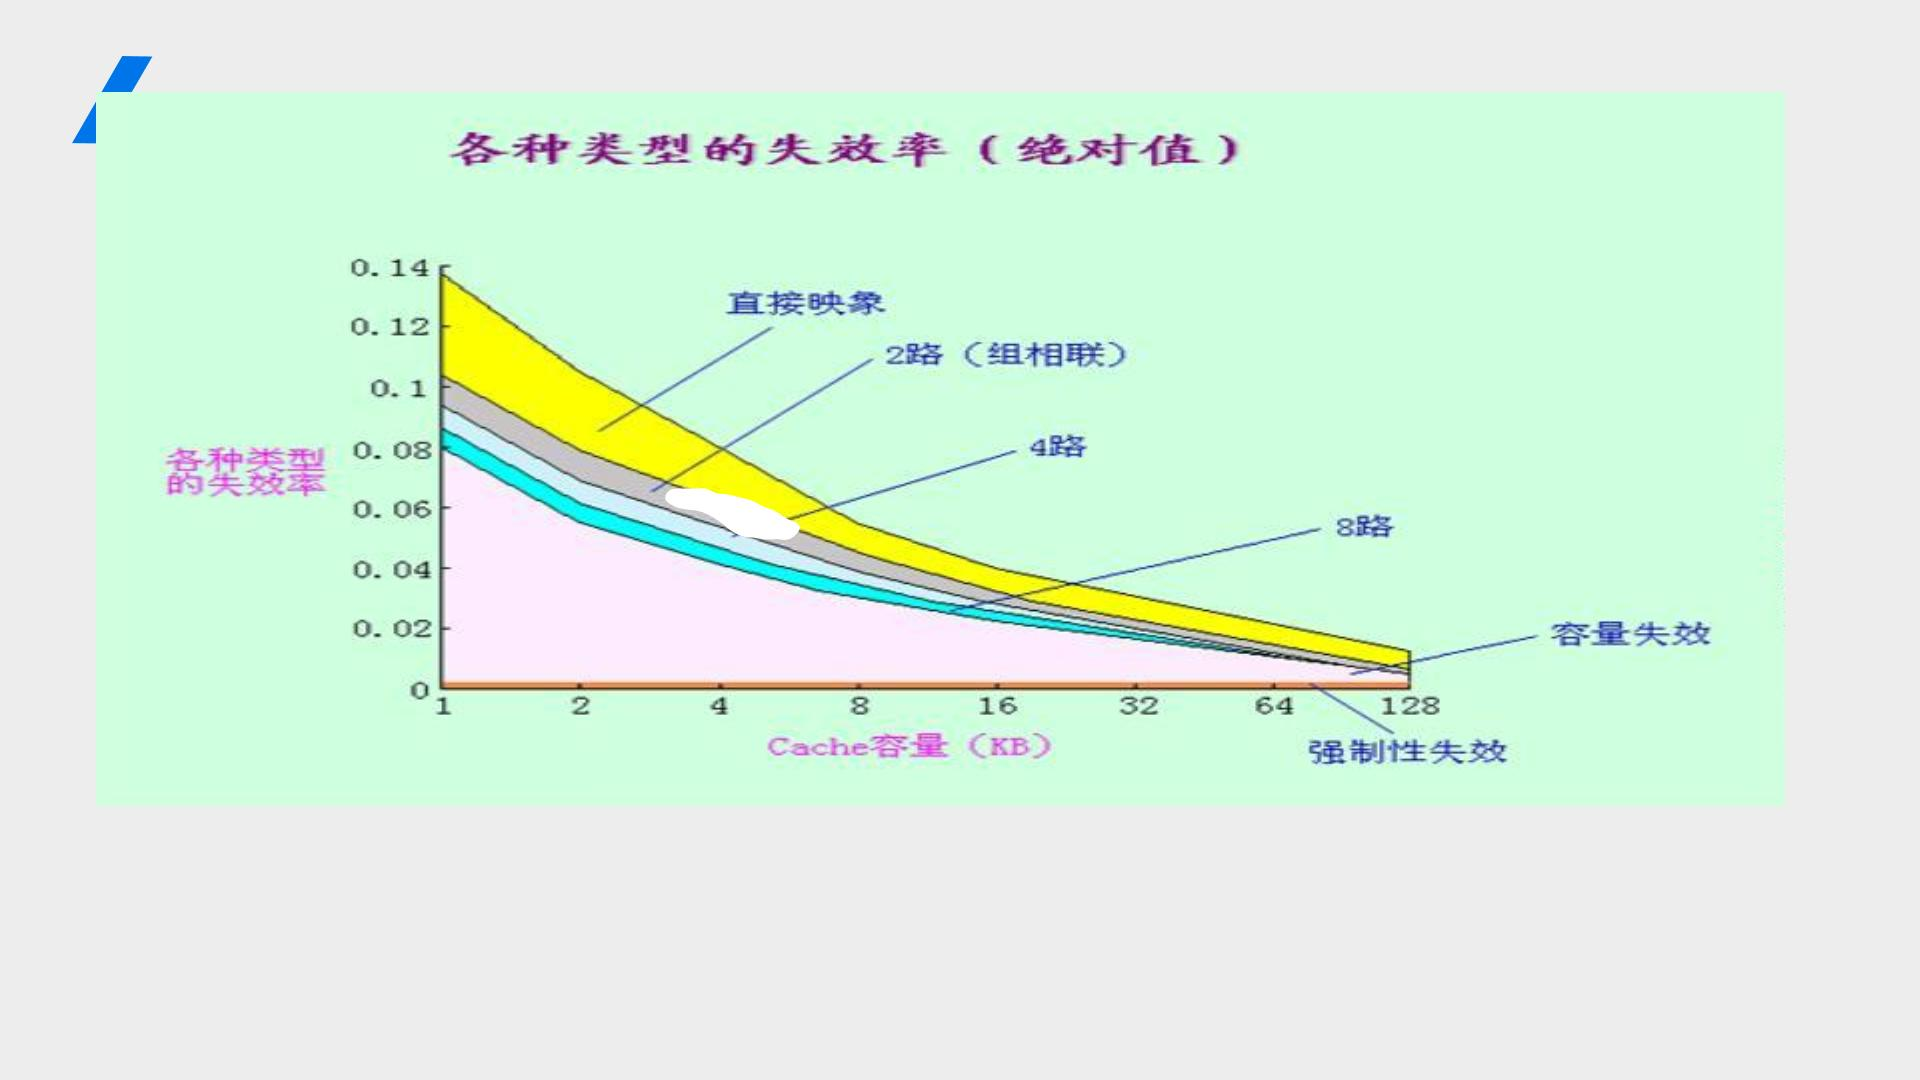 各种类型的失效率（绝对值）
0.14
直接映象
0.12
2路（组相联）
0.1
4路
0.08
各种类型
的失效率
0.06
8路
0.04
0.02
容量失效
0
1 2 4 8 16 32 64 128
Cache容量（KB）
强制性失效